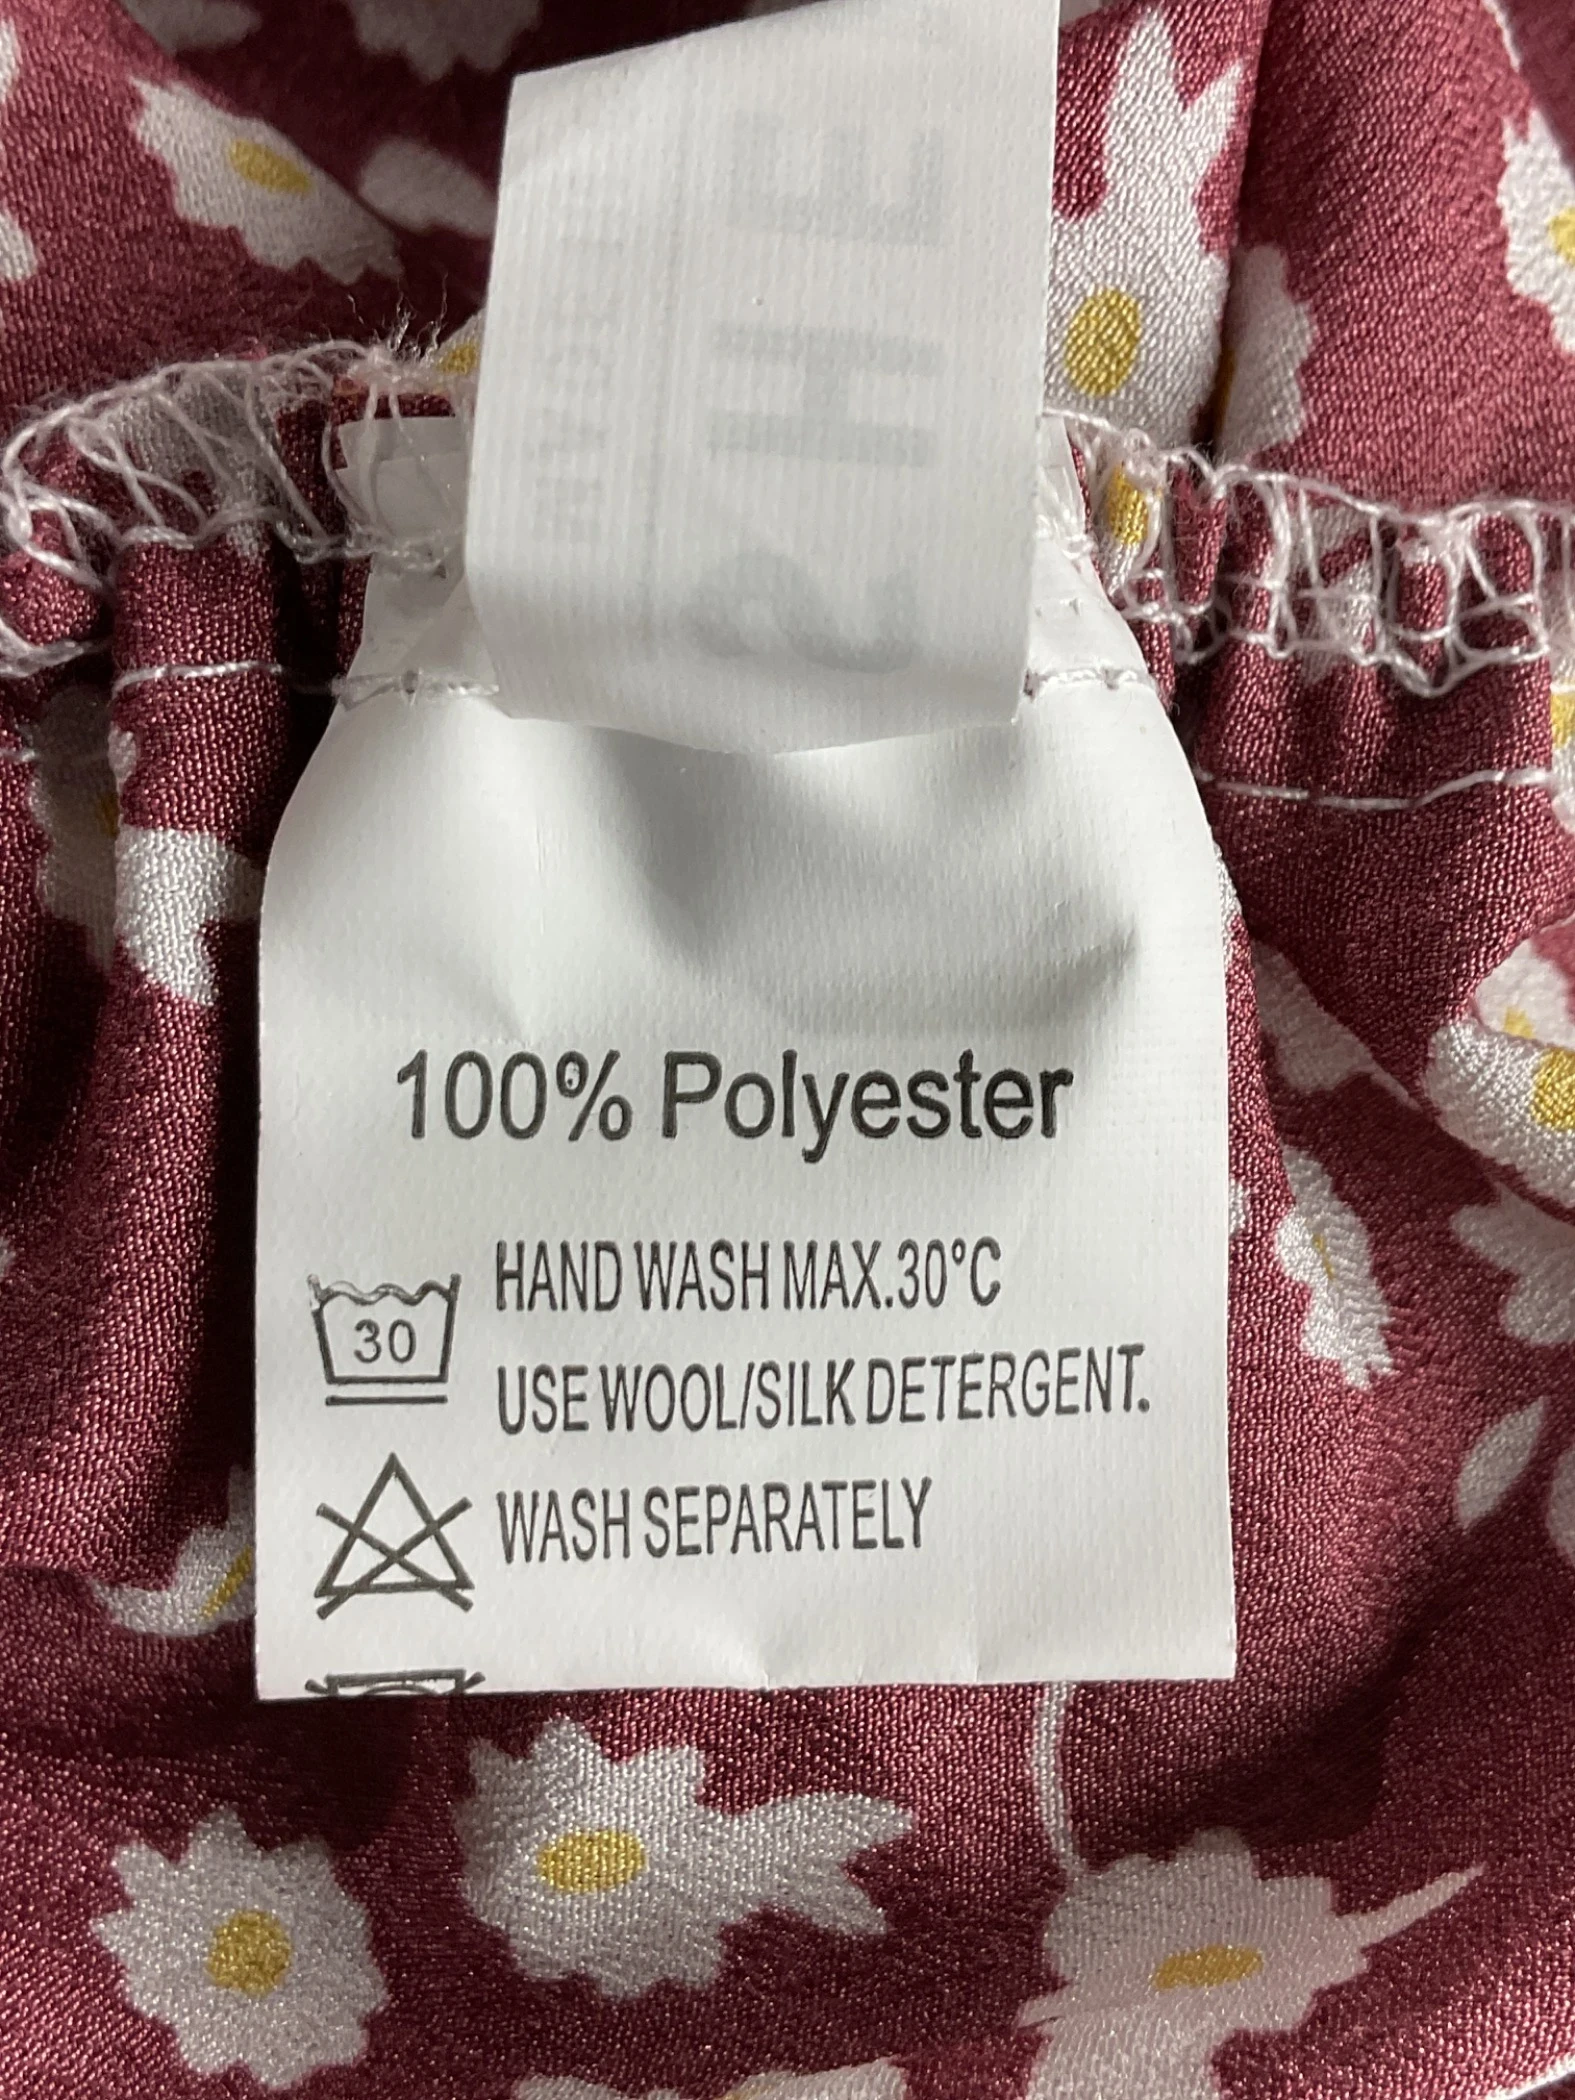 100% Polyester
HAND WASH MAX.30°C
30
USE WOOL/SILK DETERGENT.
WASH SEPARATELY